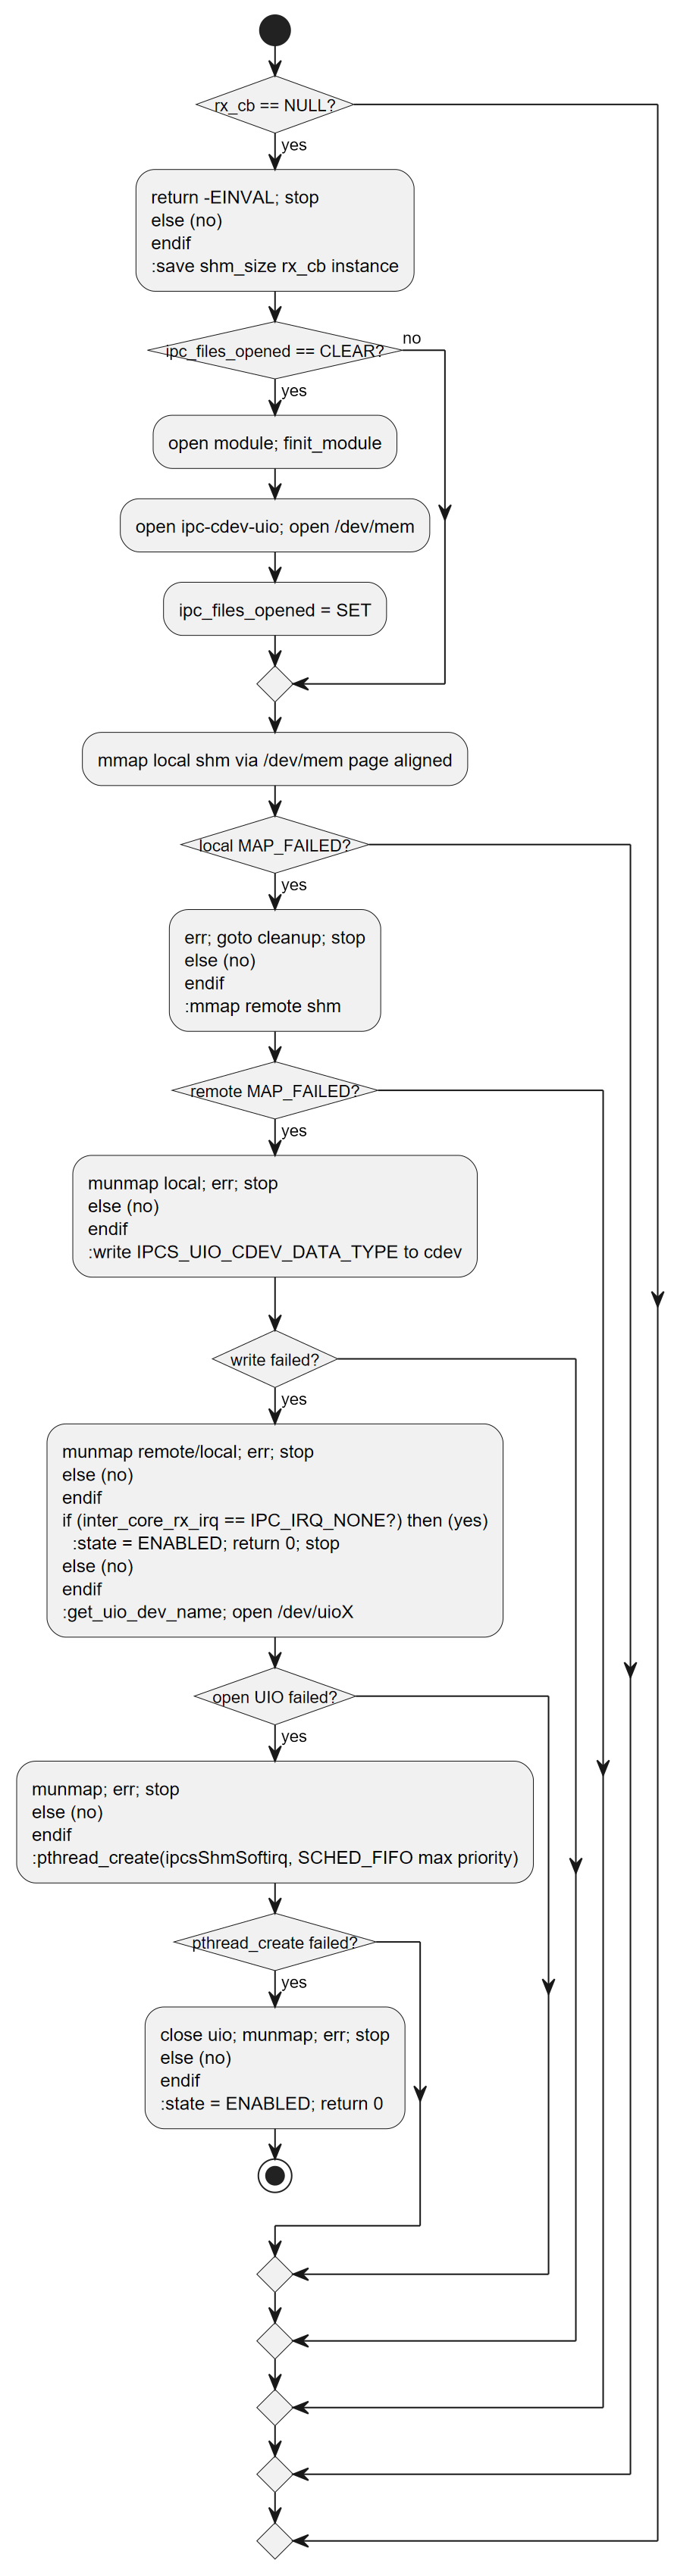 rx_cb == NULL?
yes
return -EINVAL; stop
else (no)
endif
:save shm_size rx_cb instance
ipc_files_opened == CLEAR?
no
yes
open module; finit_module
open ipc-cdev-uio; open /dev/mem
ipc_files_opened = SET
mmap local shm via /dev/mem page aligned
local MAP_FAILED?
yes
err; goto cleanup; stop
else (no)
endif
:mmap remote shm
remote MAP_FAILED?
yes
munmap local; err; stop
else (no)
endif
:write IPCS_UIO_CDEV_DATA_TYPE to cdev
write failed?
yes
munmap remote/local; err; stop
else (no)
endif
if (inter_core_rx_irq == IPC_IRQ_NONE?) then (yes)
:state = ENABLED; return 0; stop
else (no)
endif
:get_uio_dev_name; open /dev/uioX
open UIO failed?
yes
munmap; err; stop
else (no)
endif
:pthread_create(ipcsShmSoftirq, SCHED_FIFO max priority)
pthread_create failed?
yes
close uio; munmap; err; stop
else (no)
endif
:state = ENABLED; return 0